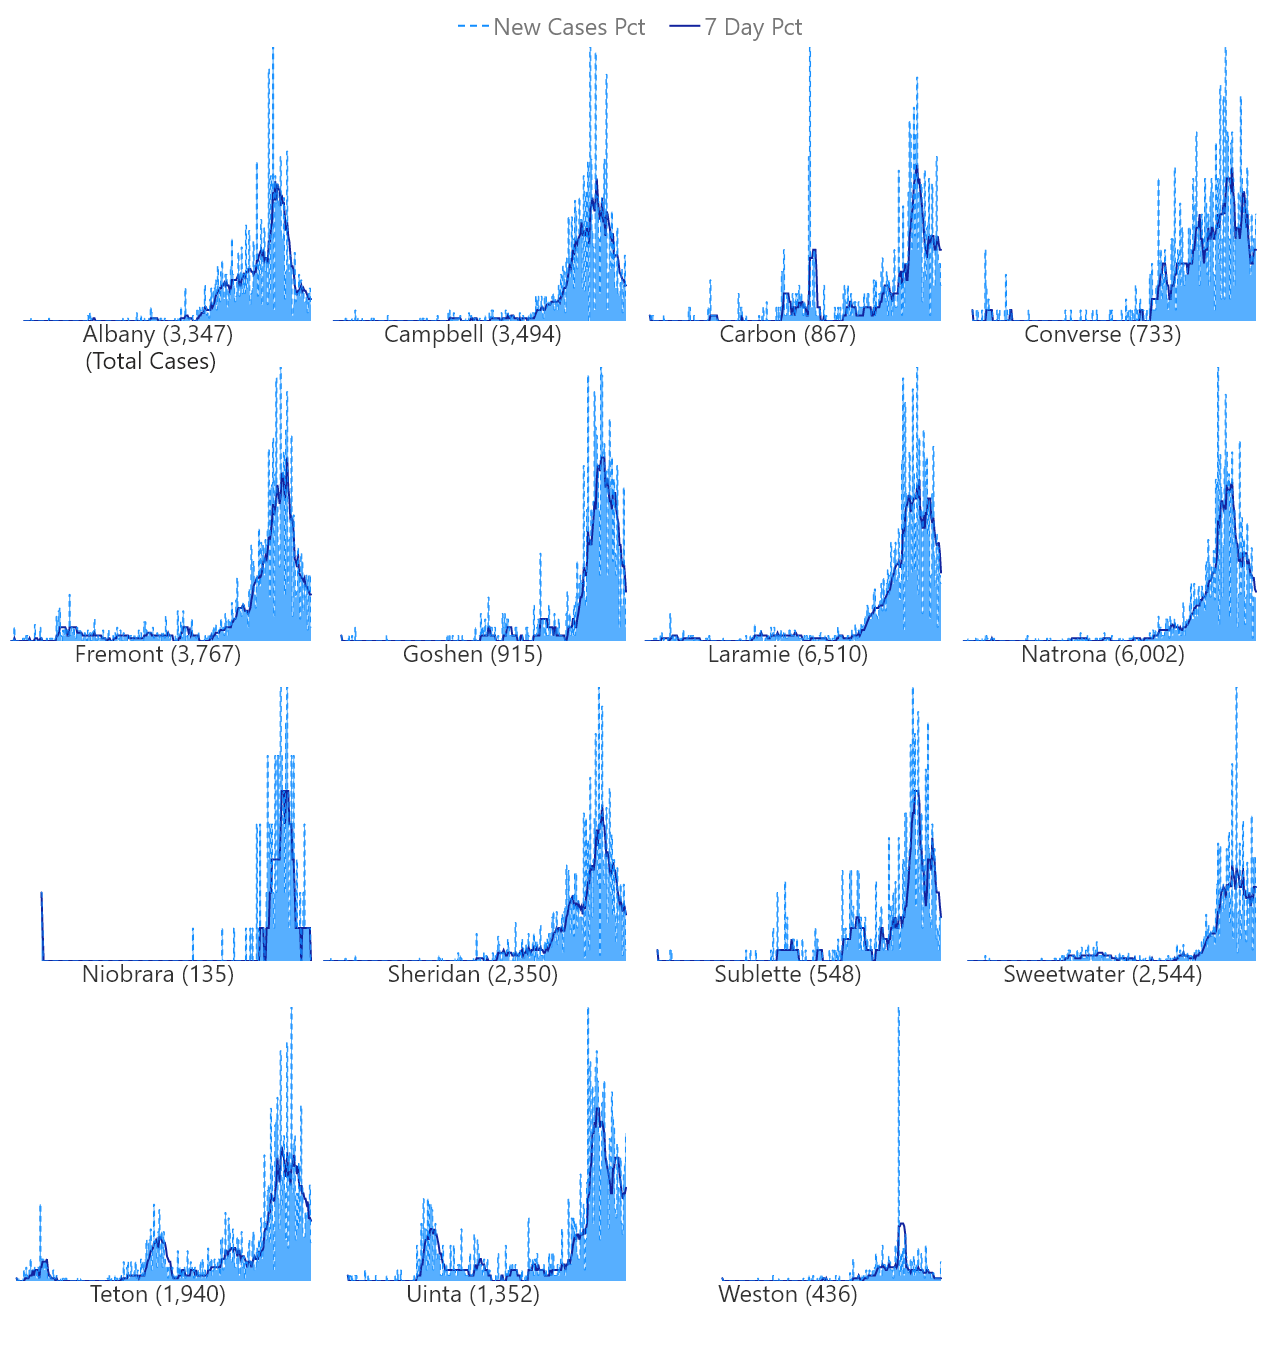 New Cases Pct 7 Day Pct
Albany (3,347) Campbell (3,494) Carbon (867) Converse (733)
(Total Cases)
Fremont (3,767) Goshen (915) Laramie (6,510) Natrona (6,002)
Niobrara (135) Sheridan (2,350) Sublette (548) Sweetwater (2,544)
Teton (1,940) Uinta (1,352) Weston (436)